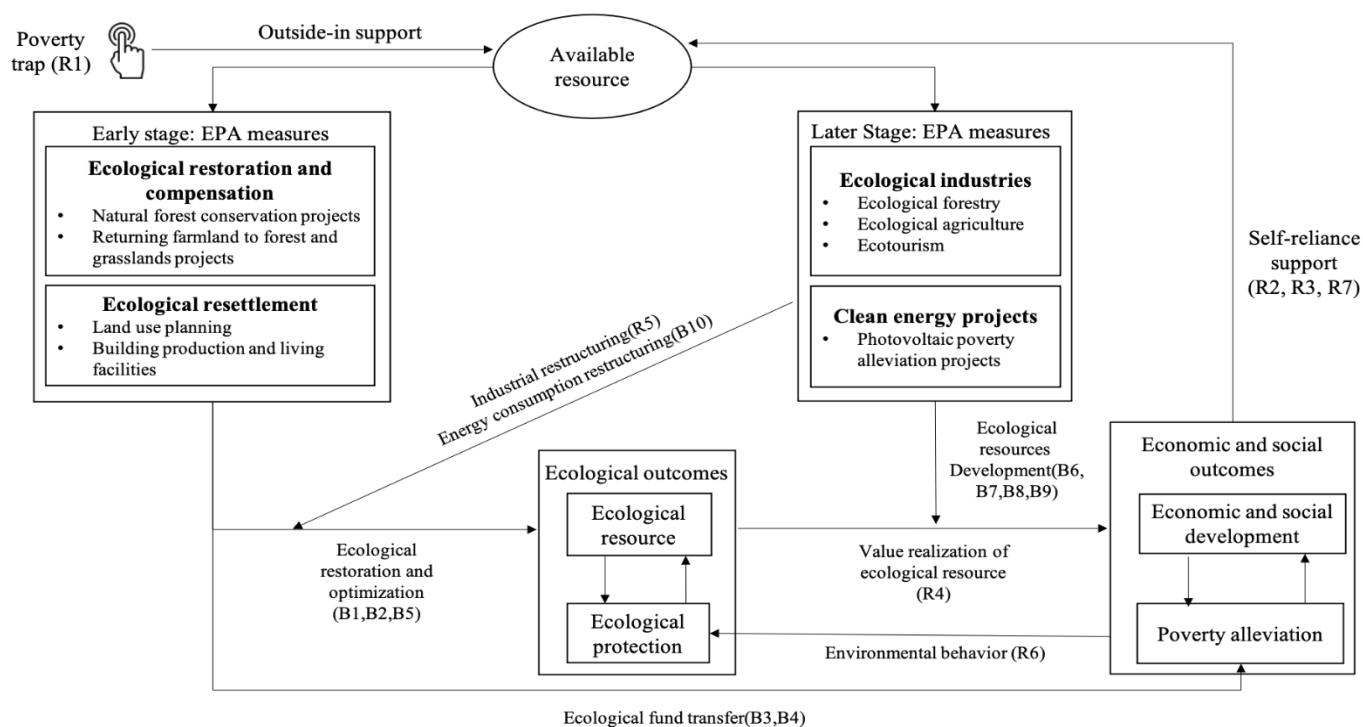 Poverty
trap (R1)
Outside-in support
Available
resource
Early stage: EPA measures
Ecological restoration and
compensation
• Natural forest conservation projects
• Returning farmland to forest and
grasslands projects
Ecological resettlement
• Land use planning
• Building production and living
facilities
Later Stage: EPA measures
Ecological industries
• Ecological forestry
• Ecological agriculture
• Ecotourism
Clean energy projects
• Photovoltaic poverty
alleviation projects
Self-reliance
support
(R2, R3, R7)
Industrial restructuring(R5)
Energy consumption restructuring(B10)
Ecological
resources
Development(B6,
B7,B8,B9)
Ecological
restoration and
optimization
(B1,B2,B5)
Ecological outcomes
Ecological
resource
Ecological
protection
Value realization of
ecological resource
(R4)
Environmental behavior (R6)
Economic and social
outcomes
Economic and social
development
Poverty alleviation
Ecological fund transfer(B3,B4)